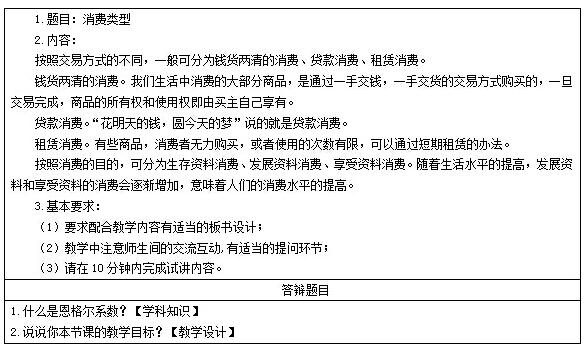 1.题目：消费类型
2.内容：
按照交易方式的不同，一般可分为钱货两清的消费、贷款消费、租赁消费。
钱货两清的消费。我们生活中消费的大部分商品，是通过一手交钱，一手交货的交易方式购买的，一旦
交易完成，商品的所有权和使用权即由买主自己享有。
贷款消费。“花明天的钱，圆今天的梦”说的就是贷款消费。
租赁消费。有些商品，消费者无力购买，或者使用的次数有限，可以通过短期租赁的办法。
按照消费的目的，可分为生存资料消费、发展资料消费、享受资料消费。随着生活水平的提高，发展资
料和享受资料的消费会逐渐增加，意味着人们的消费水平的提高。
3.基本要求：
（1）要求配合教学内容有适当的板书设计；
（2）教学中注意师生间的交流互动,有适当的提问环节；
（3）请在10分钟内完成试讲内容。
答辩题目
1.什么是恩格尔系数？【学科知识】
2.说说你本节课的教学目标？【教学设计】